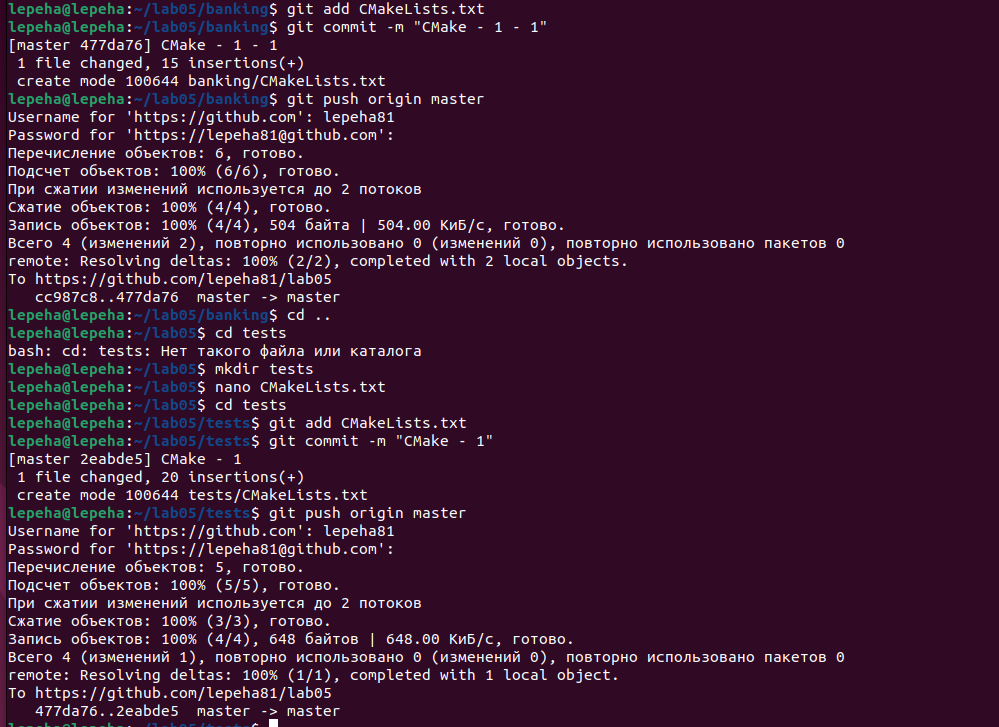 lepeha@lepeha:~/lab05/banking$ git add CMakeLists.txt
lepeha@lepeha:~/lab05/banking$ git commit -m "CMake - 1 - 1"
[master 477da76] CMake - 1 - 1
 1 file changed, 15 insertions(+)
 create mode 100644 banking/CMakeLists.txt
lepeha@lepeha:~/lab05/banking$ git push origin master
Username for 'https://github.com': lepeha81
Password for 'https://lepeha81@github.com':
Перечисление объектов: 6, готово.
Подсчет объектов: 100% (6/6), готово.
При сжатии изменений используется до 2 потоков
Сжатие объектов: 100% (4/4), готово.
Запись объектов: 100% (4/4), 504 байта | 504.00 КиБ/с, готово.
Всего 4 (изменений 2), повторно использовано 0 (изменений 0), повторно использовано пакетов 0
remote: Resolving deltas: 100% (2/2), completed with 2 local objects.
To https://github.com/lepeha81/lab05
   cc987c8..477da76  master -> master
lepeha@lepeha:~/lab05/banking$ cd ..
lepeha@lepeha:~/lab05$ cd tests
bash: cd: tests: Нет такого файла или каталога
lepeha@lepeha:~/lab05$ mkdir tests
lepeha@lepeha:~/lab05$ nano CMakeLists.txt
lepeha@lepeha:~/lab05$ cd tests
lepeha@lepeha:~/lab05/tests$ git add CMakeLists.txt
lepeha@lepeha:~/lab05/tests$ git commit -m "CMake - 1"
[master 2eabde5] CMake - 1
 1 file changed, 20 insertions(+)
 create mode 100644 tests/CMakeLists.txt
lepeha@lepeha:~/lab05/tests$ git push origin master
Username for 'https://github.com': lepeha81
Password for 'https://lepeha81@github.com':
Перечисление объектов: 5, готово.
Подсчет объектов: 100% (5/5), готово.
При сжатии изменений используется до 2 потоков
Сжатие объектов: 100% (3/3), готово.
Запись объектов: 100% (4/4), 648 байтов | 648.00 КиБ/с, готово.
Всего 4 (изменений 1), повторно использовано 0 (изменений 0), повторно использовано пакетов 0
remote: Resolving deltas: 100% (1/1), completed with 1 local object.
To https://github.com/lepeha81/lab05
   477da76..2eabde5  master -> master
lepeha@lepeha:~/lab05/tests$